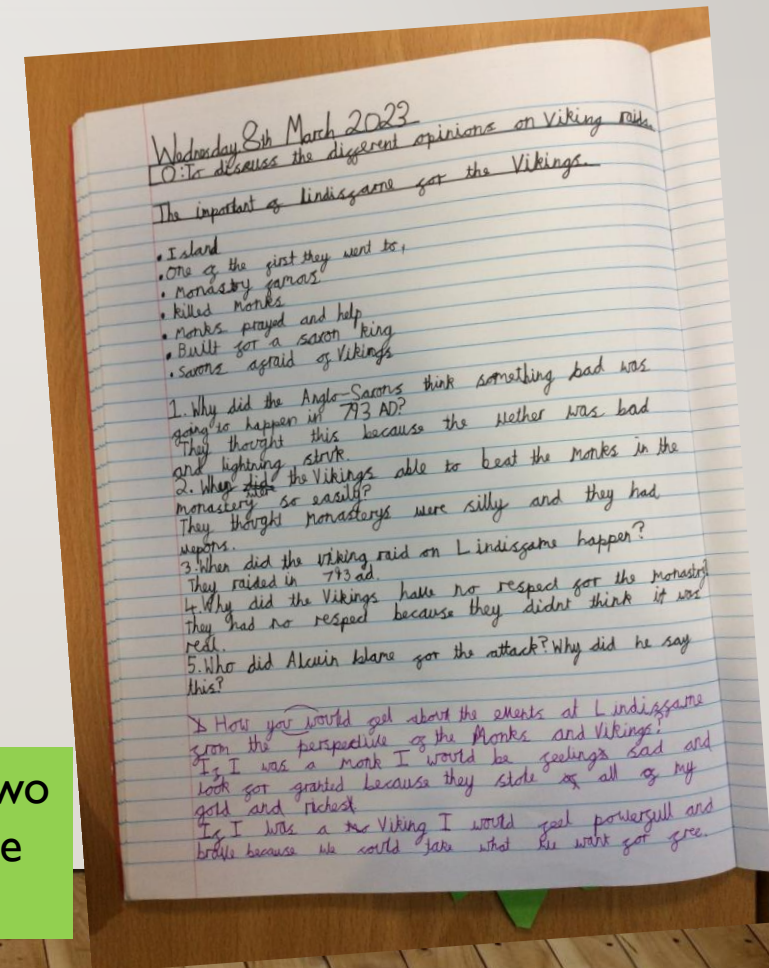 Wednesday 8th March 2023
LO: To discuss the different opinions on Viking raids.
The important of lindisfarne for the Vikings.
• Island
• One of the first they went to,
• Monastry famous
• killed Monks
• Monks prayed and help
• Built for a saxon king
• Saxons afraid of Vikings
1. Why did the Anglo-Saxons think something bad was
going to happen in 793 AD?
They thought this because the Wether was bad
and lightning struk.
2. Why were the Vikings able to beat the Monks in the
monastery so easily?
They thought Monasterys were silly and they had
wepons.
3. When did the viking raid on Lindisfarne happen?
They raided in 793 ad.
4. Why did the Vikings have no respect for the monastry?
They had no respect because they didnt think it was
real.
5. Who did Alcuin blame for the attack? Why did he say
this?
How you would feel about the events at Lindisfarne
from the perspective of the Monks and Vikings?
If I was a monk I would be feeling sad and
look for granted because they stole all of my
gold and richest
If I was a Viking I would feel powerfull and
brave because we could take what we want for free.
wo
e